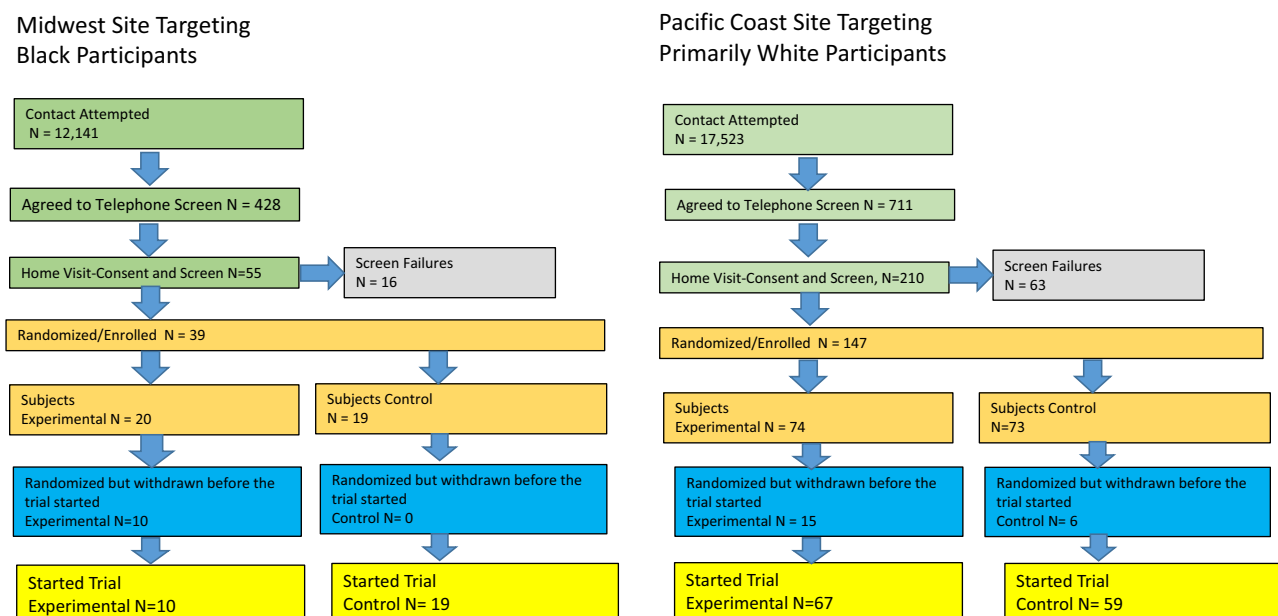 Midwest Site Targeting
Black Participants
Contact Attempted
N = 12,141
Agreed to Telephone Screen N = 428
Home Visit-Consent and Screen N=55
Screen Failures
N = 16
Randomized/Enrolled N = 39
Subjects
Experimental N = 20
Subjects Control
N = 19
Randomized but withdrawn before the
trial started
Experimental N=10
Randomized but withdrawn before the
trial started
Control N= 0
Started Trial
Experimental N=10
Started Trial
Control N= 19
Pacific Coast Site Targeting
Primarily White Participants
Contact Attempted
N = 17,523
Agreed to Telephone Screen N = 711
Home Visit-Consent and Screen, N=210
Screen Failures
N = 63
Randomized/Enrolled N = 147
Subjects
Experimental N = 74
Subjects Control
N=73
Randomized but withdrawn before the
trial started
Experimental N = 15
Randomized but withdrawn before the
trial started
Control N= 6
Started Trial
Experimental N=67
Started Trial
Control N= 59